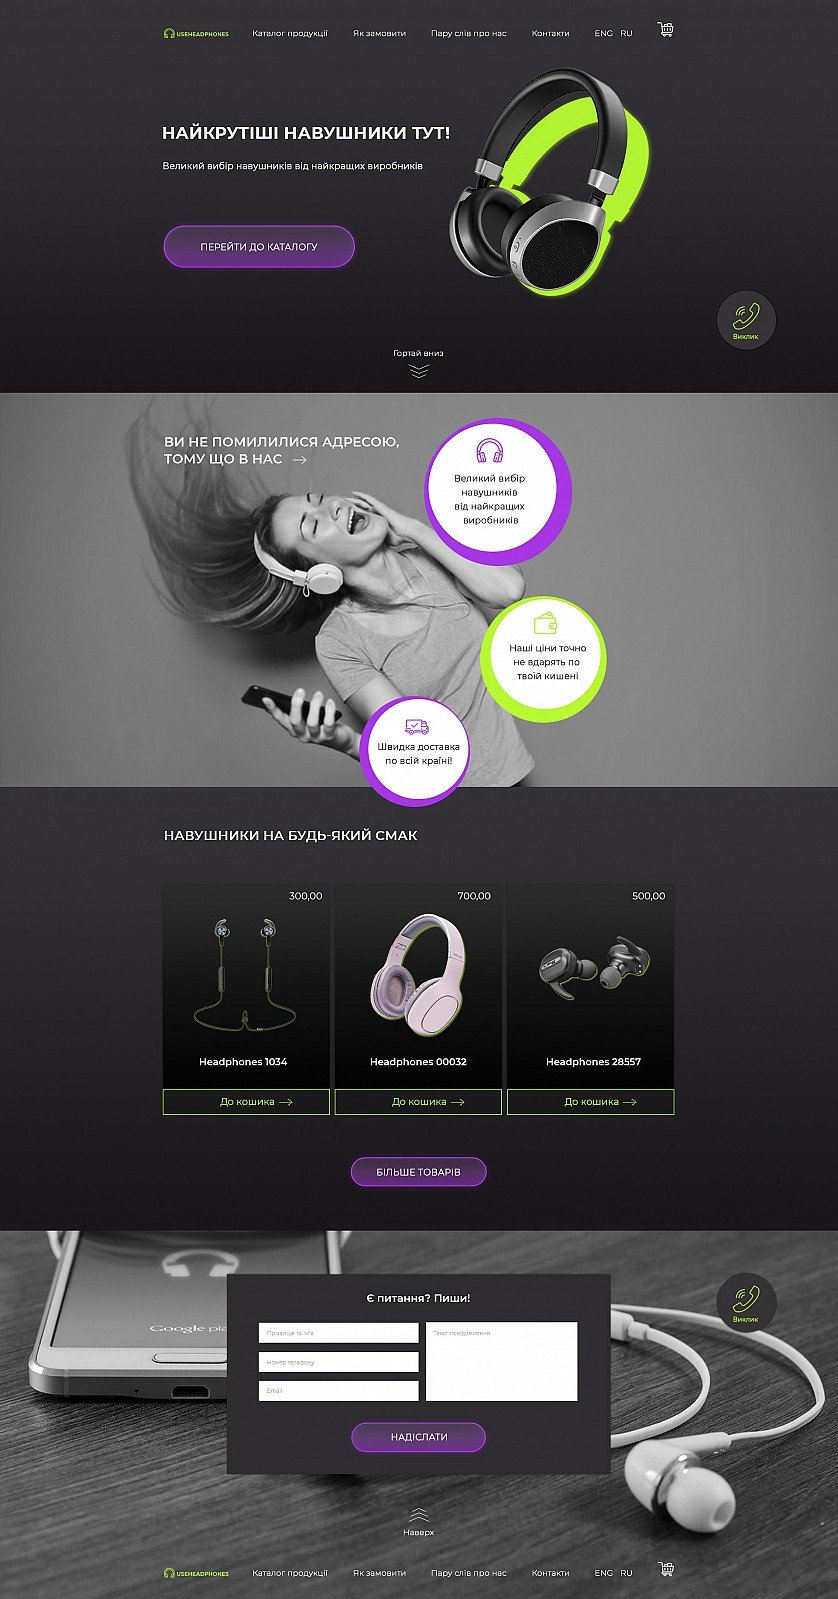 USEHEADPHONES Каталог продукції Як замовити Пару слів про нас Контакти ENG RU
НАЙКРУТІШІ НАВУШНИКИ ТУТ!
Великий вибір навушників від найкращих виробників
ПЕРЕЙТИ ДО КАТАЛОГУ
Виклик
Гортай вниз
ВИ НЕ ПОМИЛИЛИСЯ АДРЕСОЮ,
ТОМУ ЩО В НАС
Великий вибір
навушників
від найкращих
виробників
Наші ціни точно
не вдарять по
твоїй кишені
Швидка доставка
по всій країні!
НАВУШНИКИ НА БУДЬ-ЯКИЙ СМАК
300,00 700,00 500,00
Headphones 1034 Headphones 00032 Headphones 28557
До кошика До кошика До кошика
БІЛЬШЕ ТОВАРІВ
Є питання? Пиши!
Google pla
Виклик
Прізвище та ім'я Текст повідомлення
Номер телефону
Email
НАДІСЛАТИ
Наверх
USEHEADPHONES Каталог продукції Як замовити Пару слів про нас Контакти ENG RU